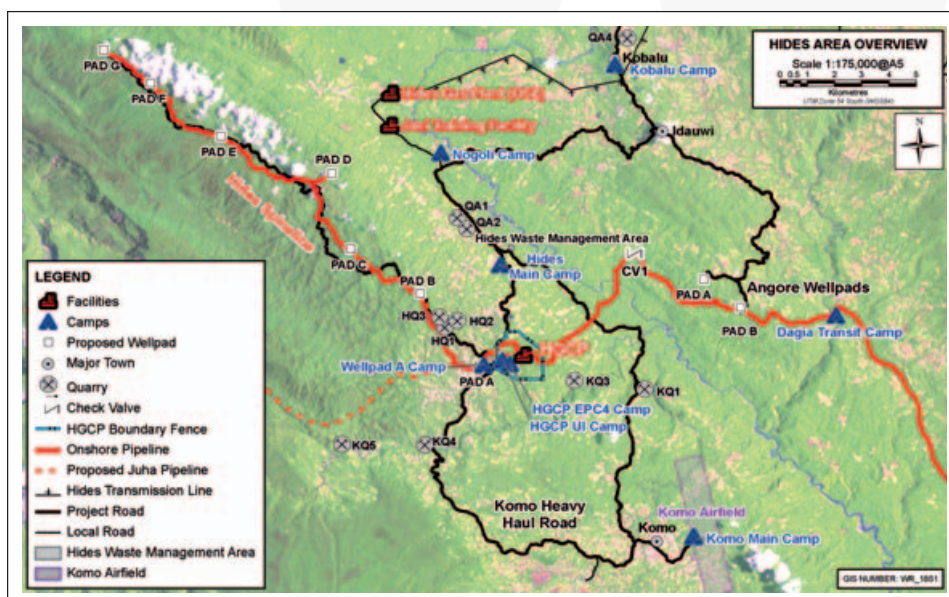 HIDES AREA OVERVIEW
Scale 1:175,000@A5
0 0.5 1 2 3 4 5
Kilometres
QA4
Kobalu
Kobalu Camp
PAD G
PAD F
PAD E
PAD D
Idauwi
Nogoli Camp
QA1
QA2
Hides Waste Management Area
Hides
Main Camp
CV1
PAD C
PAD B
PAD A
Angore Wellpads
PAD B
Dagia Transit Camp
HQ3
HQ2
HQ1
Wellpad A Camp
PAD A
KQ3
KQ1
HGCP EPC4 Camp
HGCP UI Camp
KQ5
KQ4
Komo Heavy
Haul Road
Komo Airfield
Komo
Komo Main Camp
LEGEND
Facilities
Camps
Proposed Wellpad
Major Town
Quarry
Check Valve
HGCP Boundary Fence
Onshore Pipeline
Proposed Juha Pipeline
Hides Transmission Line
Project Road
Local Road
Hides Waste Management Area
Komo Airfield
GIS NUMBER: WR_1801